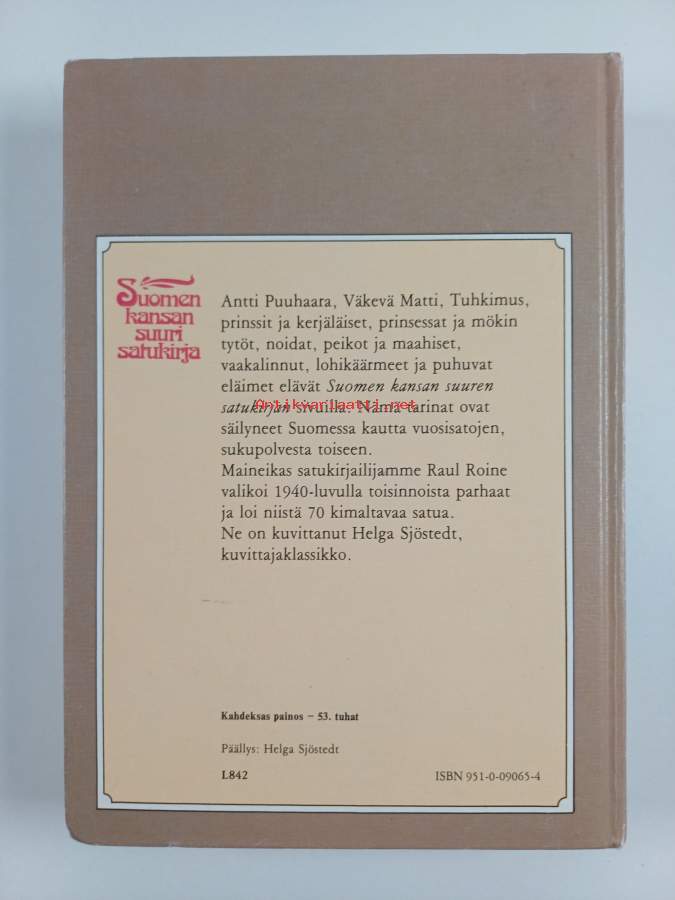 Suomen
kansan
suuri
satukirja
Antti Puuhaara, Väkevä Matti, Tuhkimus,
prinssit ja kerjäläiset, prinsessat ja mökin
tytöt, noidat, peikot ja maahiset,
vaakalinnut, lohikäärmeet ja puhuvat
eläimet elävät Suomen kansan suuren
satukirjan sivuilla. Nämä tarinat ovat
Antikvariaatti.net
säilyneet Suomessa kautta vuosisatojen,
sukupolvesta toiseen.
Maineikas satukirjailijamme Raul Roine
valikoi 1940-luvulla toisinnoista parhaat
ja loi niistä 70 kimaltavaa satua.
Ne on kuvittanut Helga Sjöstedt,
kuvittajaklassikko.
Kahdeksas painos – 53. tuhat
Päällys: Helga Sjöstedt
L842 ISBN 951-0-09065-4